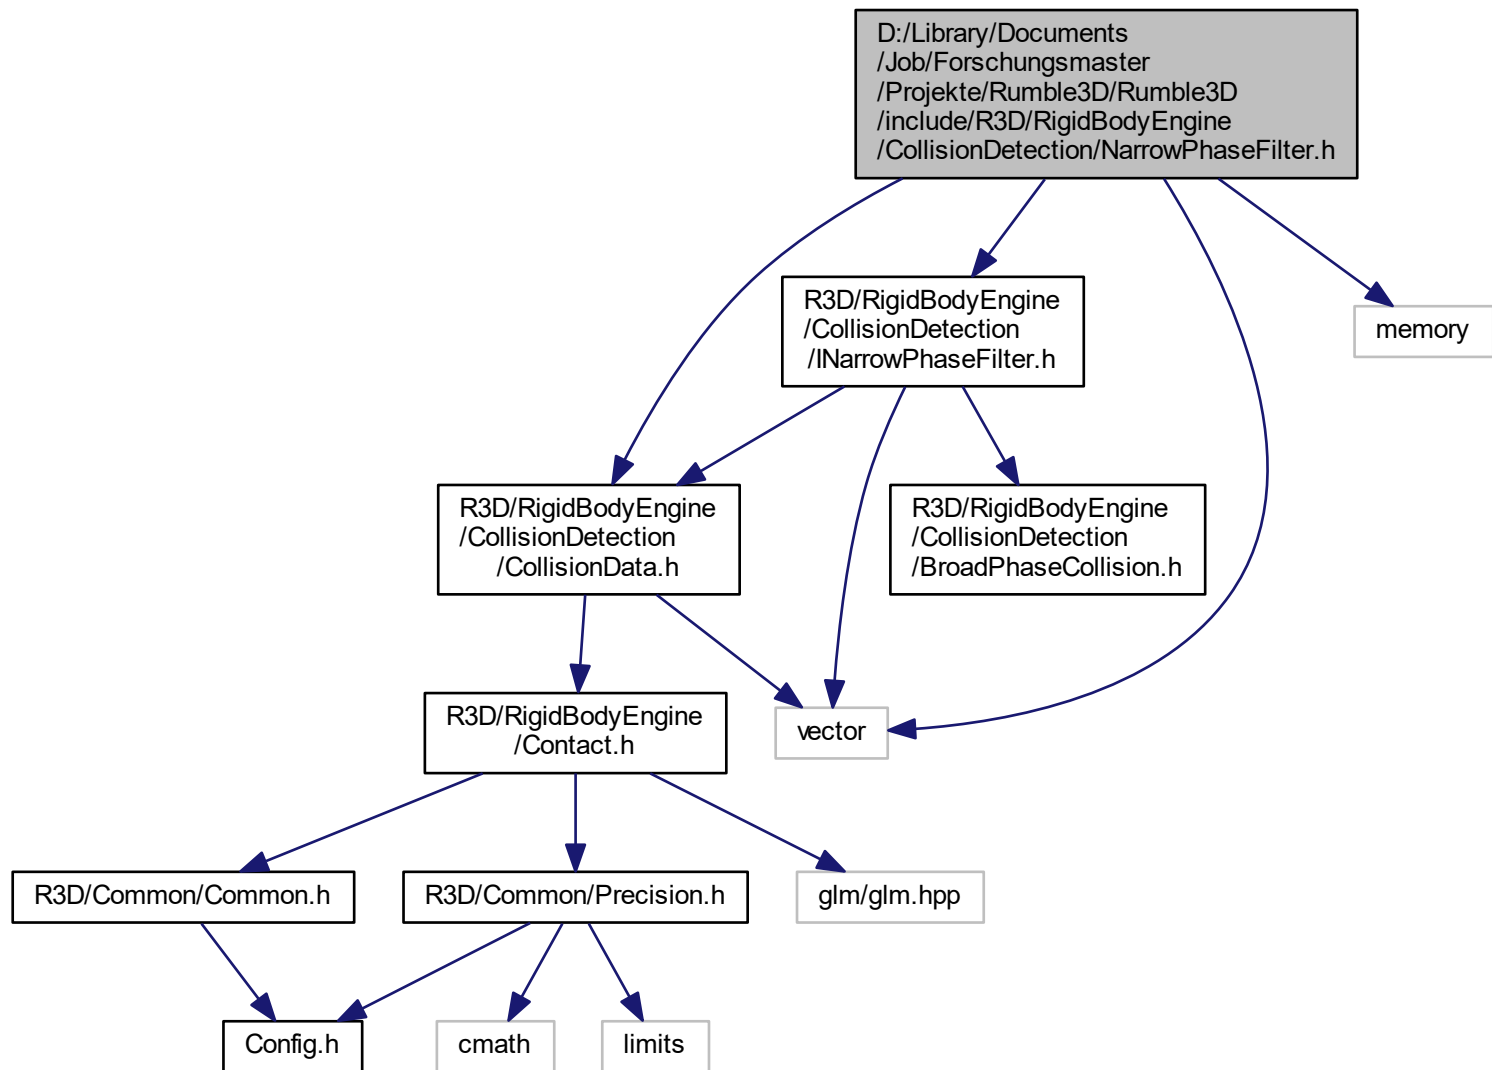 D:/Library/Documents
/Job/Forschungsmaster
/Projekte/Rumble3D/Rumble3D
/include/R3D/RigidBodyEngine
/CollisionDetection/NarrowPhaseFilter.h
R3D/RigidBodyEngine
/CollisionDetection
/INarrowPhaseFilter.h
memory
R3D/RigidBodyEngine
/CollisionDetection
/CollisionData.h
R3D/RigidBodyEngine
/CollisionDetection
/BroadPhaseCollision.h
R3D/RigidBodyEngine
/Contact.h
vector
R3D/Common/Common.h
R3D/Common/Precision.h
glm/glm.hpp
Config.h
cmath
limits